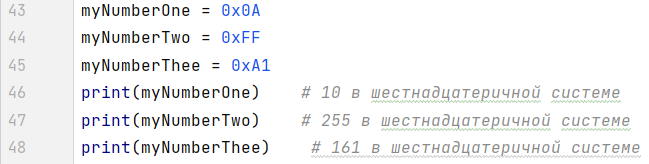 43 myNumberOne = 0x0A
44 myNumberTwo = 0xFF
45 myNumberThee = 0xA1
46 print(myNumberOne)    # 10 в шестнадцатеричной системе
47 print(myNumberTwo)    # 255 в шестнадцатеричной системе
48 print(myNumberThee)    # 161 в шестнадцатеричной системе